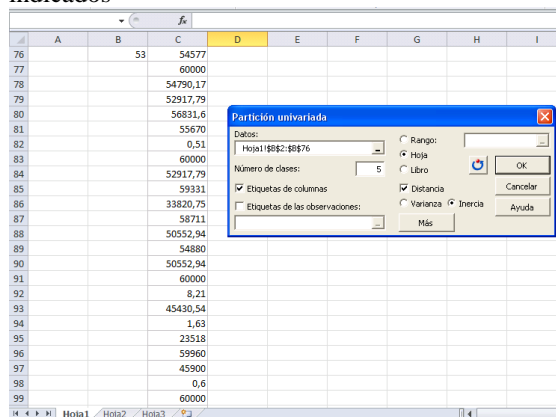 indicados
fx
A B C D E F G H I
76 53 54577
77 60000
78 54790,17
79 52917,79
80 56831,6
81 55670
82 0,51
83 60000
84 52917,79
85 59331
86 33820,75
87 58711
88 50552,94
89 54880
90 50552,94
91 60000
92 8,21
93 45430,54
94 1,63
95 23518
96 59960
97 45900
98 0,6
99 60000
Partición univariada
Datos:
Hoja1!$B$2:$B$76
Número de clases: 5
Etiquetas de columnas
Etiquetas de las observaciones:
Rango:
Hoja
Libro
Distancia
Varianza Inercia
Más
OK
Cancelar
Ayuda
Hoja1 Hoja2 Hoja3